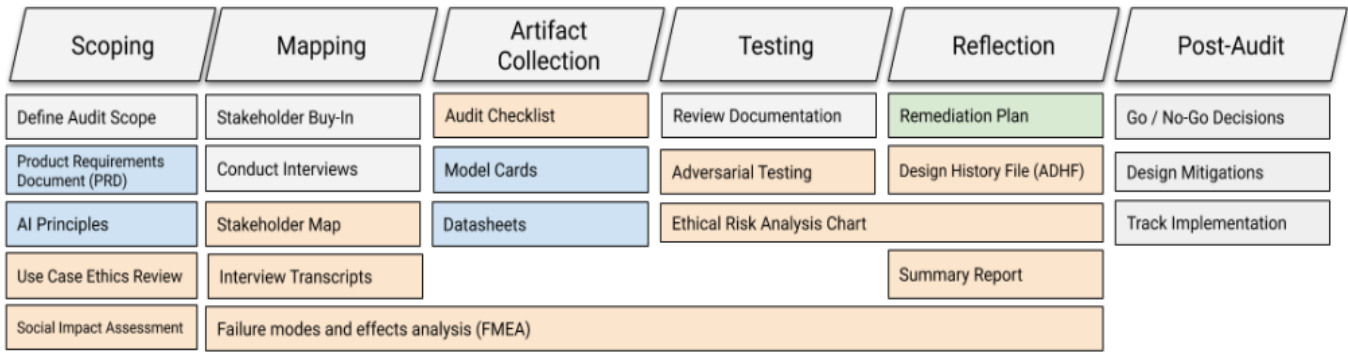 Scoping
Mapping
Artifact
Collection
Testing
Reflection
Post-Audit
Define Audit Scope
Stakeholder Buy-In
Audit Checklist
Review Documentation
Remediation Plan
Go / No-Go Decisions
Product Requirements
Document (PRD)
Conduct Interviews
Model Cards
Adversarial Testing
Design History File (ADHF)
Design Mitigations
AI Principles
Stakeholder Map
Datasheets
Ethical Risk Analysis Chart
Track Implementation
Use Case Ethics Review
Interview Transcripts
Summary Report
Social Impact Assessment
Failure modes and effects analysis (FMEA)